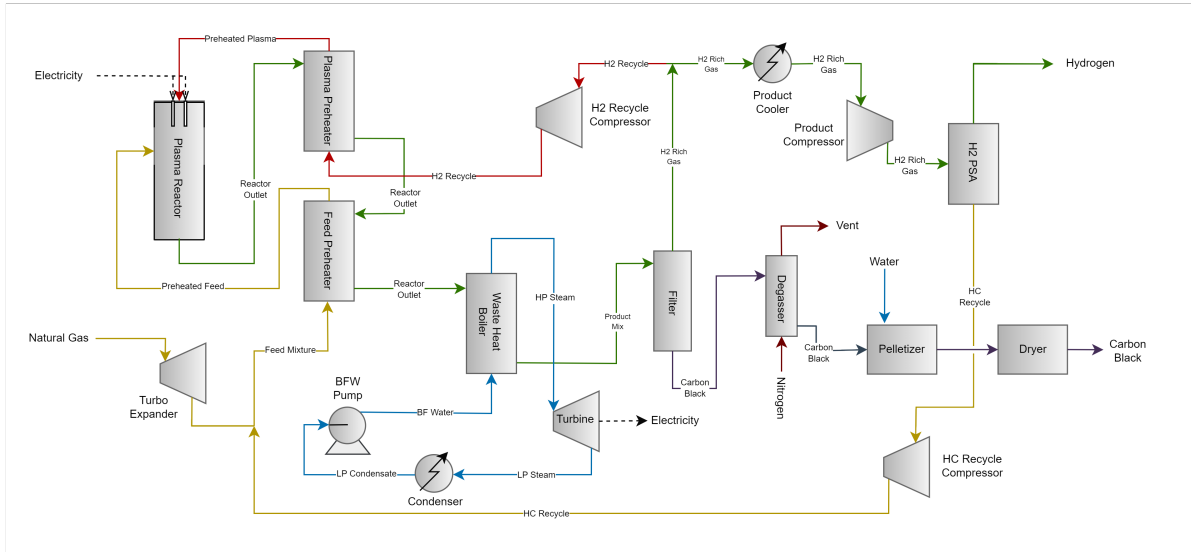 Preheated Plasma
Electricity
Plasma Preheater
Plasma Reactor
H2 Recycle
H2 Recycle
Compressor
H2 Rich
Gas
Product
Cooler
H2 Rich
Gas
Hydrogen
Product
Compressor
H2 Rich
Gas
H2 PSA
H2 Rich
Gas
H2 Recycle
Reactor
Outlet
Reactor
Outlet
Feed Preheater
Preheated Feed
Reactor
Outlet
Waste Heat
Boiler
HP Steam
Product
Mix
Filter
Degasser
Vent
Water
HC
Recycle
Natural Gas
Feed Mixture
Turbo
Expander
BFW
Pump
BF Water
Turbine
Electricity
Carbon
Black
Nitrogen
Carbon
Black
Pelletizer
Dryer
Carbon
Black
LP Condensate
LP Steam
Condenser
HC Recycle
Compressor
HC Recycle